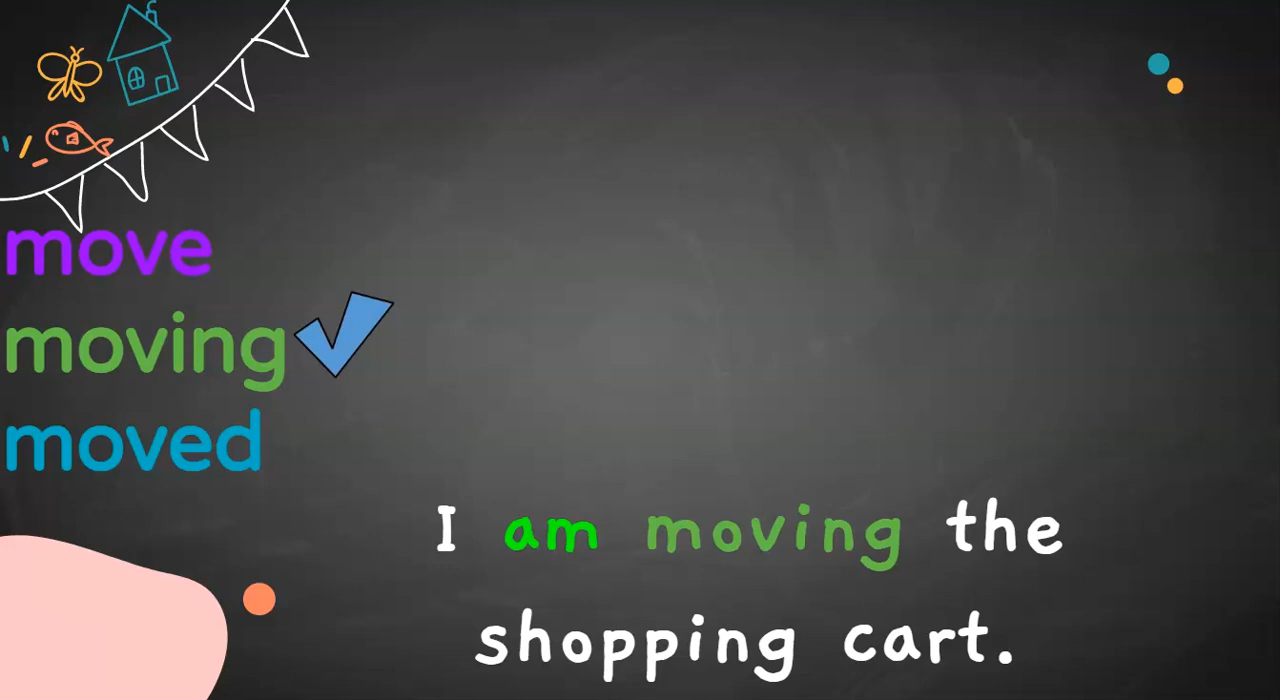 move
moving
moved
I am moving the
shopping cart.